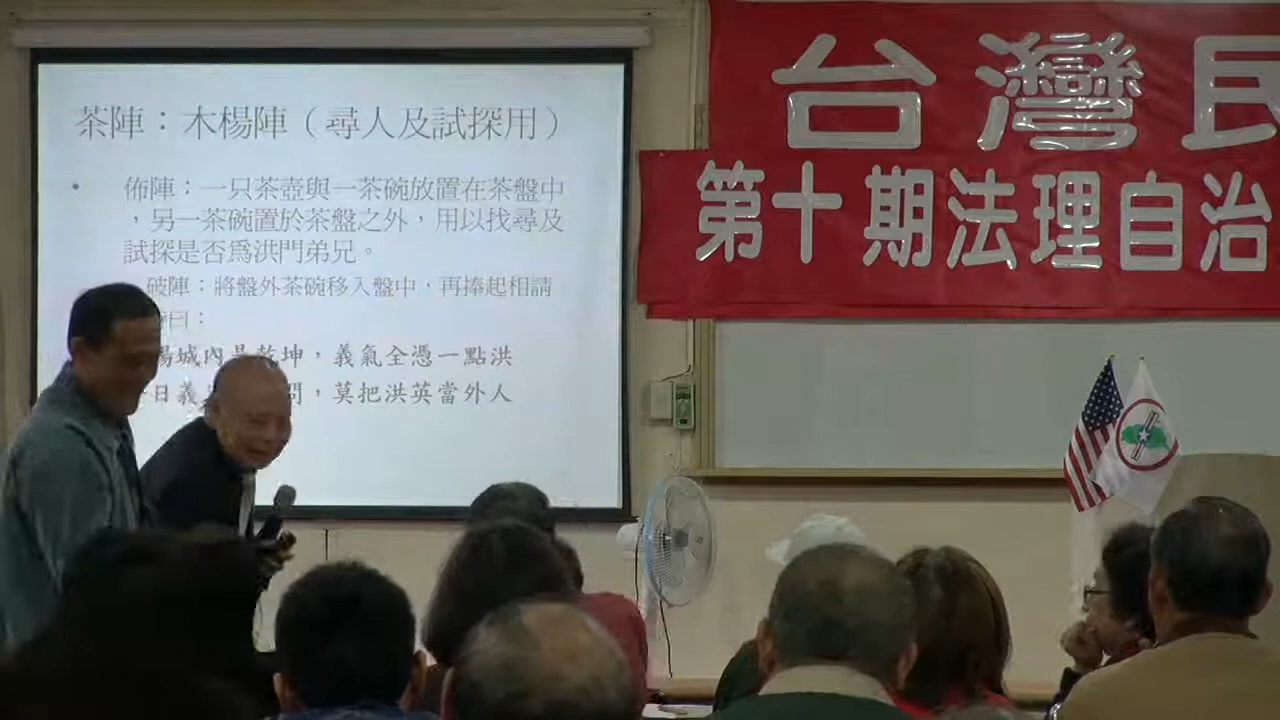 茶陣：木楊陣（尋人及試探用）
• 佈陣：一只茶壺與一茶碗放置在茶盤中
，另一茶碗置於茶盤之外，用以找尋及
試探是否為洪門弟兄。
破陣：將盤外茶碗移入盤中，再捧起相請
曰：
楊城內是乾坤，義氣全憑一點洪
日義 問，莫把洪英當外人
台灣民
第十期法理自治